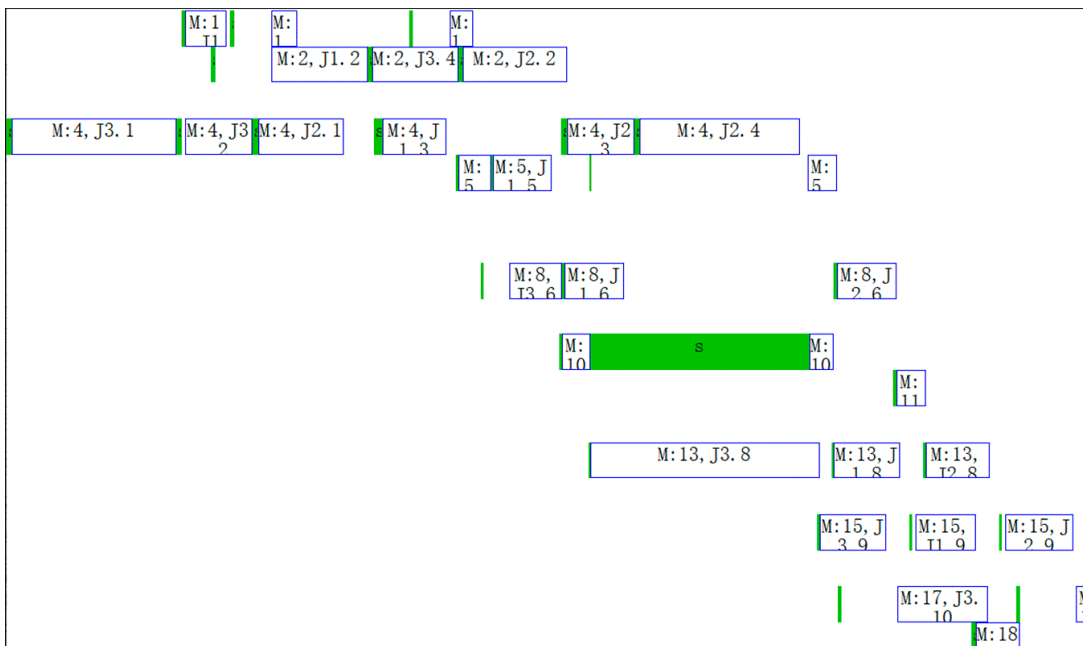 M:1
J1
M:
1
M:
1
M:2,J1.2
M:2,J3.4
M:2,J2.2
M:4,J3.1
M:4,J3
2
M:4,J2.1
s
M:4,J
1.3
M:4,J2
3
M:4,J2.4
M:
5
M:5,J
1.5
M:
5
M:8,
J3.6
M:8,J
1.6
M:8,J
2.6
M:
10
s
M:
10
M:
11
M:13,J3.8
M:13,J
1.8
M:13,
J2.8
M:15,J
3.9
M:15,
J1.9
M:15,J
2.9
M:17,J3.
10
M:18